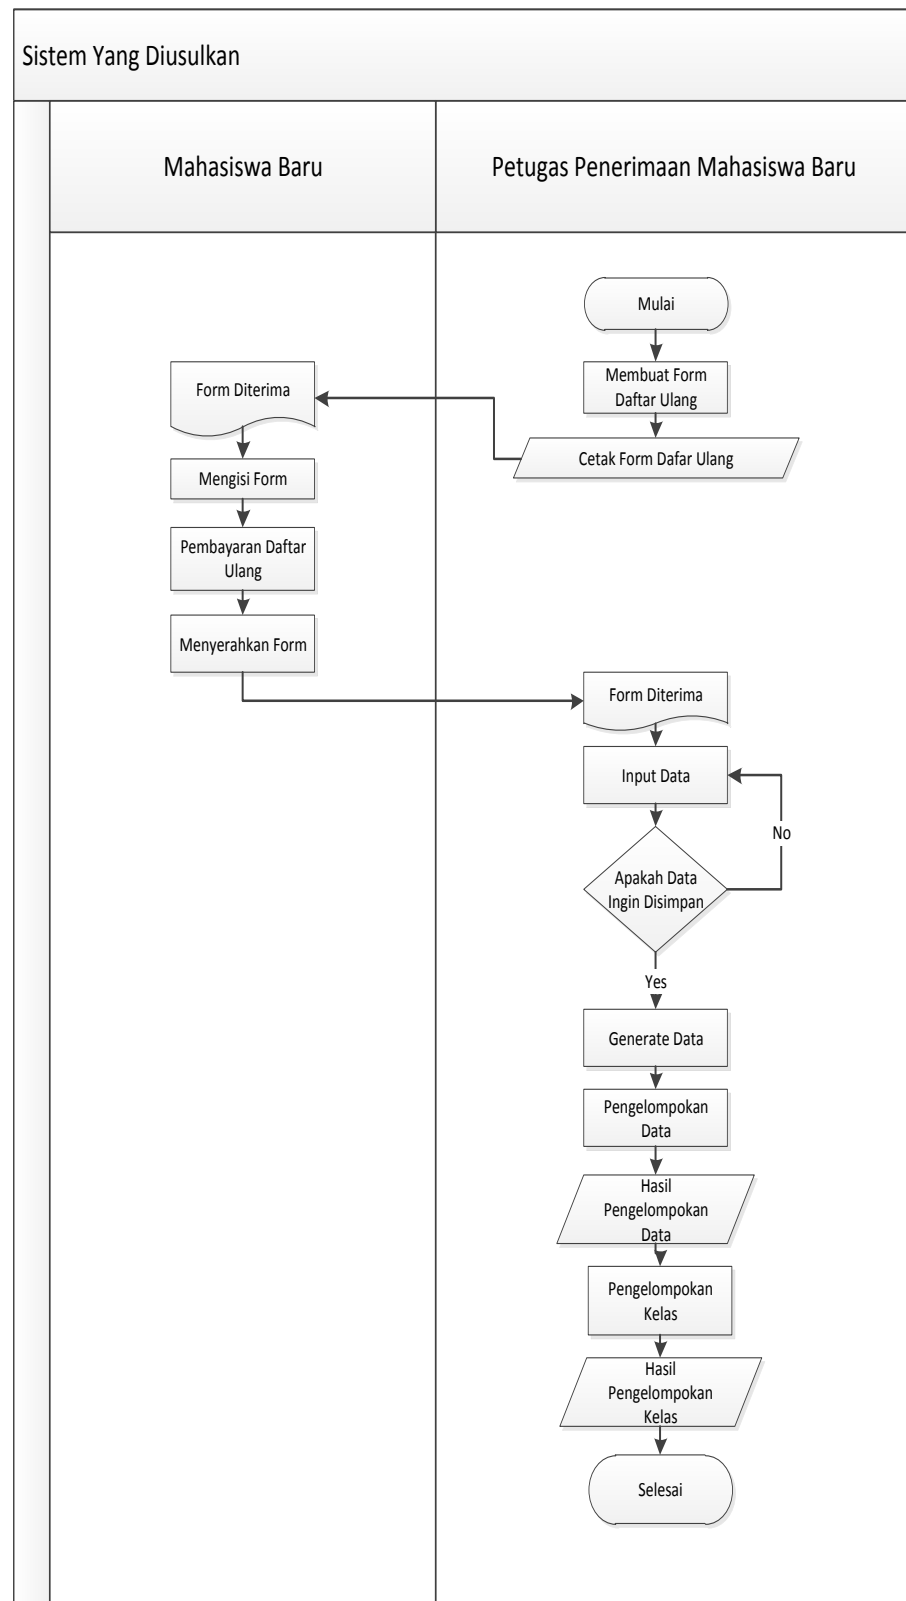 Sistem Yang Diusulkan
Mahasiswa Baru
Petugas Penerimaan Mahasiswa Baru
Mulai
Membuat Form
Daftar Ulang
Cetak Form Dafar Ulang
Form Diterima
Mengisi Form
Pembayaran Daftar
Ulang
Menyerahkan Form
Form Diterima
Input Data
No
Apakah Data
Ingin Disimpan
Yes
Generate Data
Pengelompokan
Data
Hasil
Pengelompokan
Data
Pengelompokan
Kelas
Hasil
Pengelompokan
Kelas
Selesai